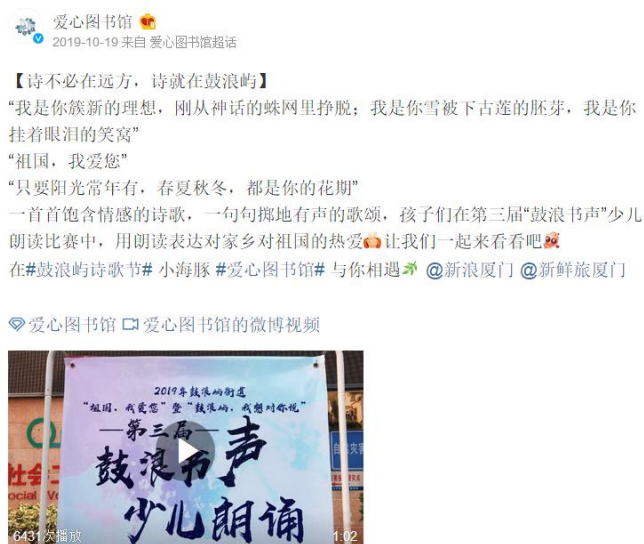 爱心图书馆
2019-10-19 来自 爱心图书馆超话
【诗不必在远方，诗就在鼓浪屿】
“我是你簇新的理想，刚从神话的蛛网里挣脱；我是你雪被下古莲的胚芽，我是你
挂着眼泪的笑窝”
“祖国，我爱您”
“只要阳光常年有，春夏秋冬，都是你的花期”
一首首饱含情感的诗歌，一句句掷地有声的歌颂，孩子们在第三届“鼓浪书声”少儿
朗读比赛中，用朗读表达对家乡对祖国的热爱 让我们一起来看看吧
在#鼓浪屿诗歌节# 小海豚 #爱心图书馆# 与你相遇 @新浪厦门 @新鲜旅厦门
爱心图书馆 爱心图书馆的微博视频
2019年鼓浪屿街道
“祖国，我爱您”暨“鼓浪屿，我想对你说”
第三届
鼓浪书声
少儿朗诵
社会工
Social Wo
6431次播放
1:02